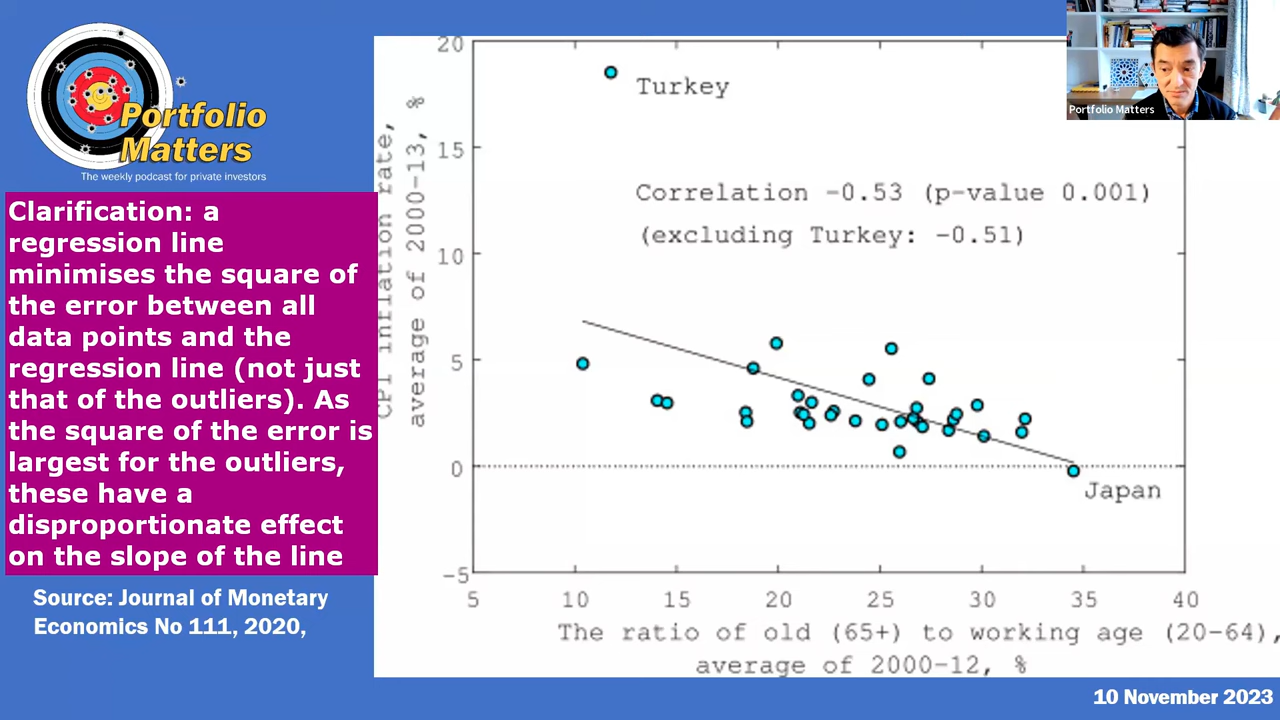 Portfolio
Matters
The weekly podcast for private investors
Clarification: a
regression line
minimises the square of
the error between all
data points and the
regression line (not just
that of the outliers). As
the square of the error is
largest for the outliers,
these have a
disproportionate effect
on the slope of the line
Source: Journal of Monetary
Economics No 111, 2020,
CPI inflation rate,
average of 2000-13, %
20
15
10
5
0
-5
Turkey
Correlation -0.53 (p-value 0.001)
(excluding Turkey: -0.51)
Japan
5 10 15 20 25 30 35 40
The ratio of old (65+) to working age (20-64),
average of 2000-12, %
Portfolio Matters
10 November 2023